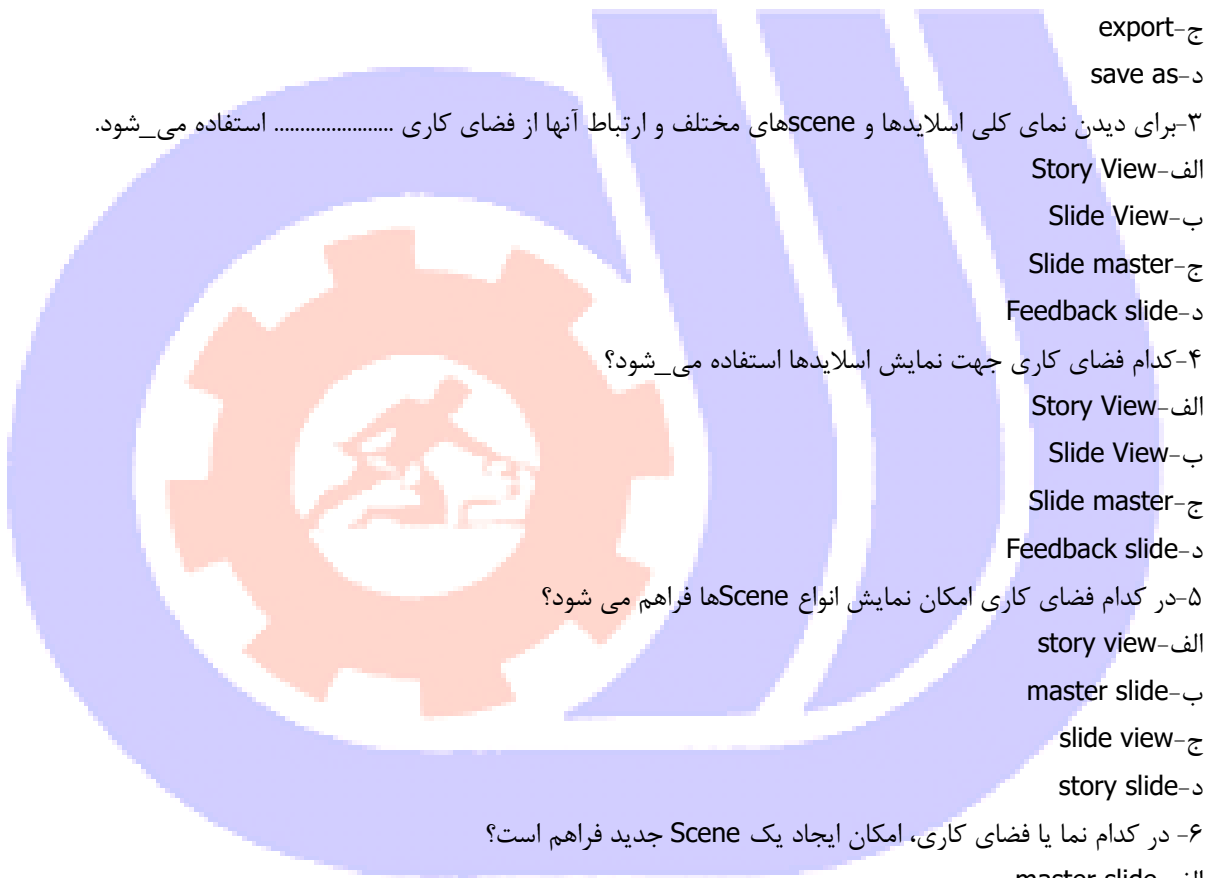 ج-export
د-save as
۳-برای دیدن نمای کلی اسلایدها و sceneهای مختلف و ارتباط آنها از فضای کاری ....................... استفاده می_شود.
الف-Story View
ب-Slide View
ج-Slide master
د-Feedback slide
۴-کدام فضای کاری جهت نمایش اسلایدها استفاده می_شود؟
الف-Story View
ب-Slide View
ج-Slide master
د-Feedback slide
۵-در کدام فضای کاری امکان نمایش انواع Sceneها فراهم می شود؟
الف-story view
ب-master slide
ج-slide view
د-story slide
۶- در کدام نما یا فضای کاری، امکان ایجاد یک Scene جدید فراهم است؟
الف-master slide